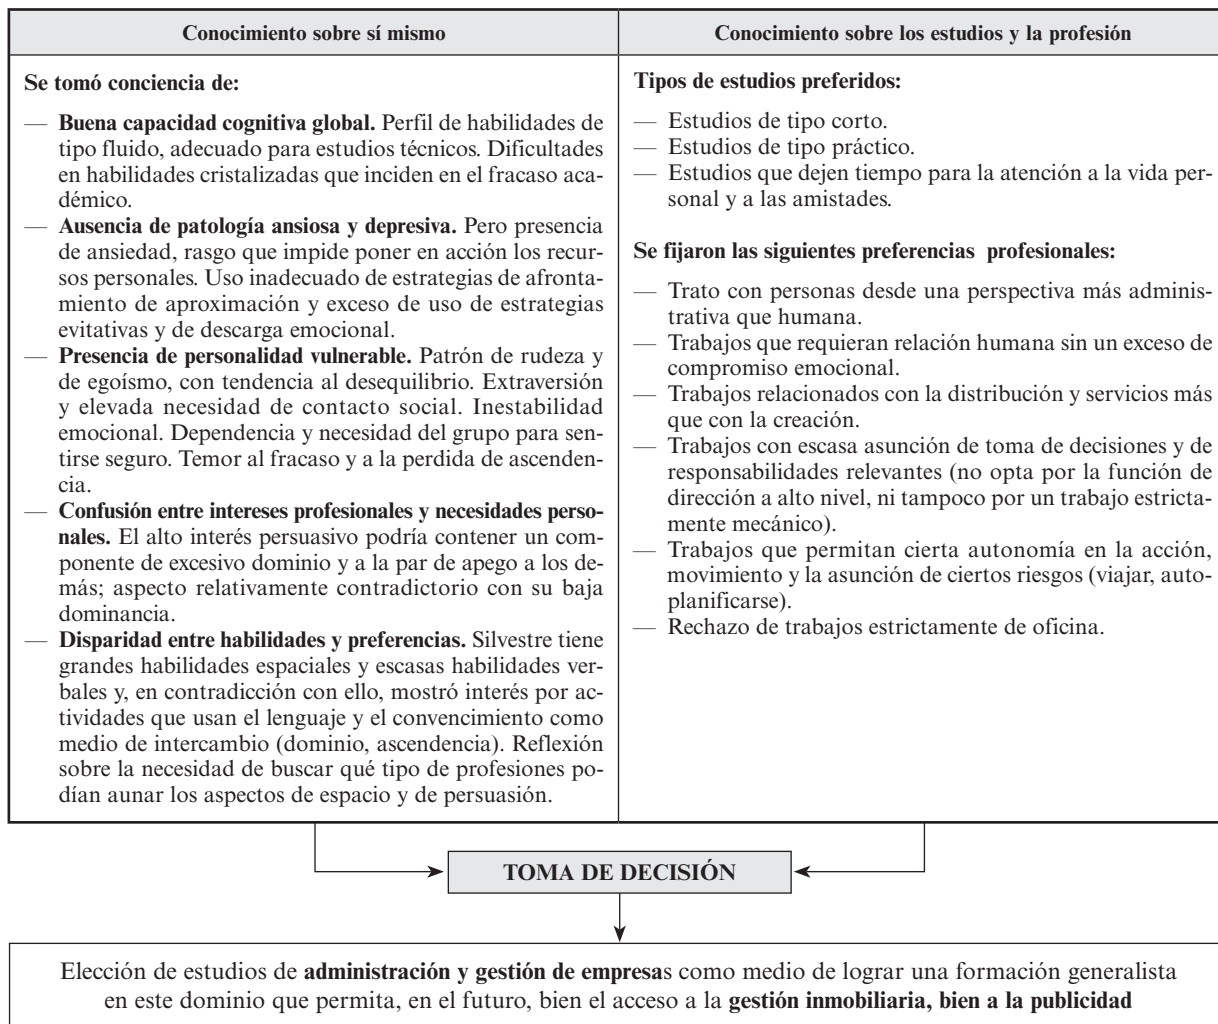 Conocimiento sobre sí mismo
Se tomó conciencia de:
— Buena capacidad cognitiva global. Perfil de habilidades de
tipo fluido, adecuado para estudios técnicos. Dificultades
en habilidades cristalizadas que inciden en el fracaso aca-
démico.
— Ausencia de patología ansiosa y depresiva. Pero presencia
de ansiedad, rasgo que impide poner en acción los recur-
sos personales. Uso inadecuado de estrategias de afronta-
miento de aproximación y exceso de uso de estrategias
evitativas y de descarga emocional.
— Presencia de personalidad vulnerable. Patrón de rudeza y
de egoísmo, con tendencia al desequilibrio. Extraversión
y elevada necesidad de contacto social. Inestabilidad
emocional. Dependencia y necesidad del grupo para sen-
tirse seguro. Temor al fracaso y a la perdida de ascenden-
cia.
— Confusión entre intereses profesionales y necesidades perso-
nales. El alto interés persuasivo podría contener un com-
ponente de excesivo dominio y a la par de apego a los de-
más; aspecto relativamente contradictorio con su baja
dominancia.
— Disparidad entre habilidades y preferencias. Silvestre tiene
grandes habilidades espaciales y escasas habilidades ver-
bales y, en contradicción con ello, mostró interés por ac-
tividades que usan el lenguaje y el convencimiento como
medio de intercambio (dominio, ascendencia). Reflexión
sobre la necesidad de buscar qué tipo de profesiones po-
dían aunar los aspectos de espacio y de persuasión.
Conocimiento sobre los estudios y la profesión
Tipos de estudios preferidos:
— Estudios de tipo corto.
— Estudios de tipo práctico.
— Estudios que dejen tiempo para la atención a la vida per-
sonal y a las amistades.
Se fijaron las siguientes preferencias profesionales:
— Trato con personas desde una perspectiva más adminis-
trativa que humana.
— Trabajos que requieran relación humana sin un exceso de
compromiso emocional.
— Trabajos relacionados con la distribución y servicios más
que con la creación.
— Trabajos con escasa asunción de toma de decisiones y de
responsabilidades relevantes (no opta por la función de
dirección a alto nivel, ni tampoco por un trabajo estricta-
mente mecánico).
— Trabajos que permitan cierta autonomía en la acción,
movimiento y la asunción de ciertos riesgos (viajar, auto-
planificarse).
— Rechazo de trabajos estrictamente de oficina.
TOMA DE DECISIÓN
Elección de estudios de administración y gestión de empresas como medio de lograr una formación generalista
en este dominio que permita, en el futuro, bien el acceso a la gestión inmobiliaria, bien a la publicidad